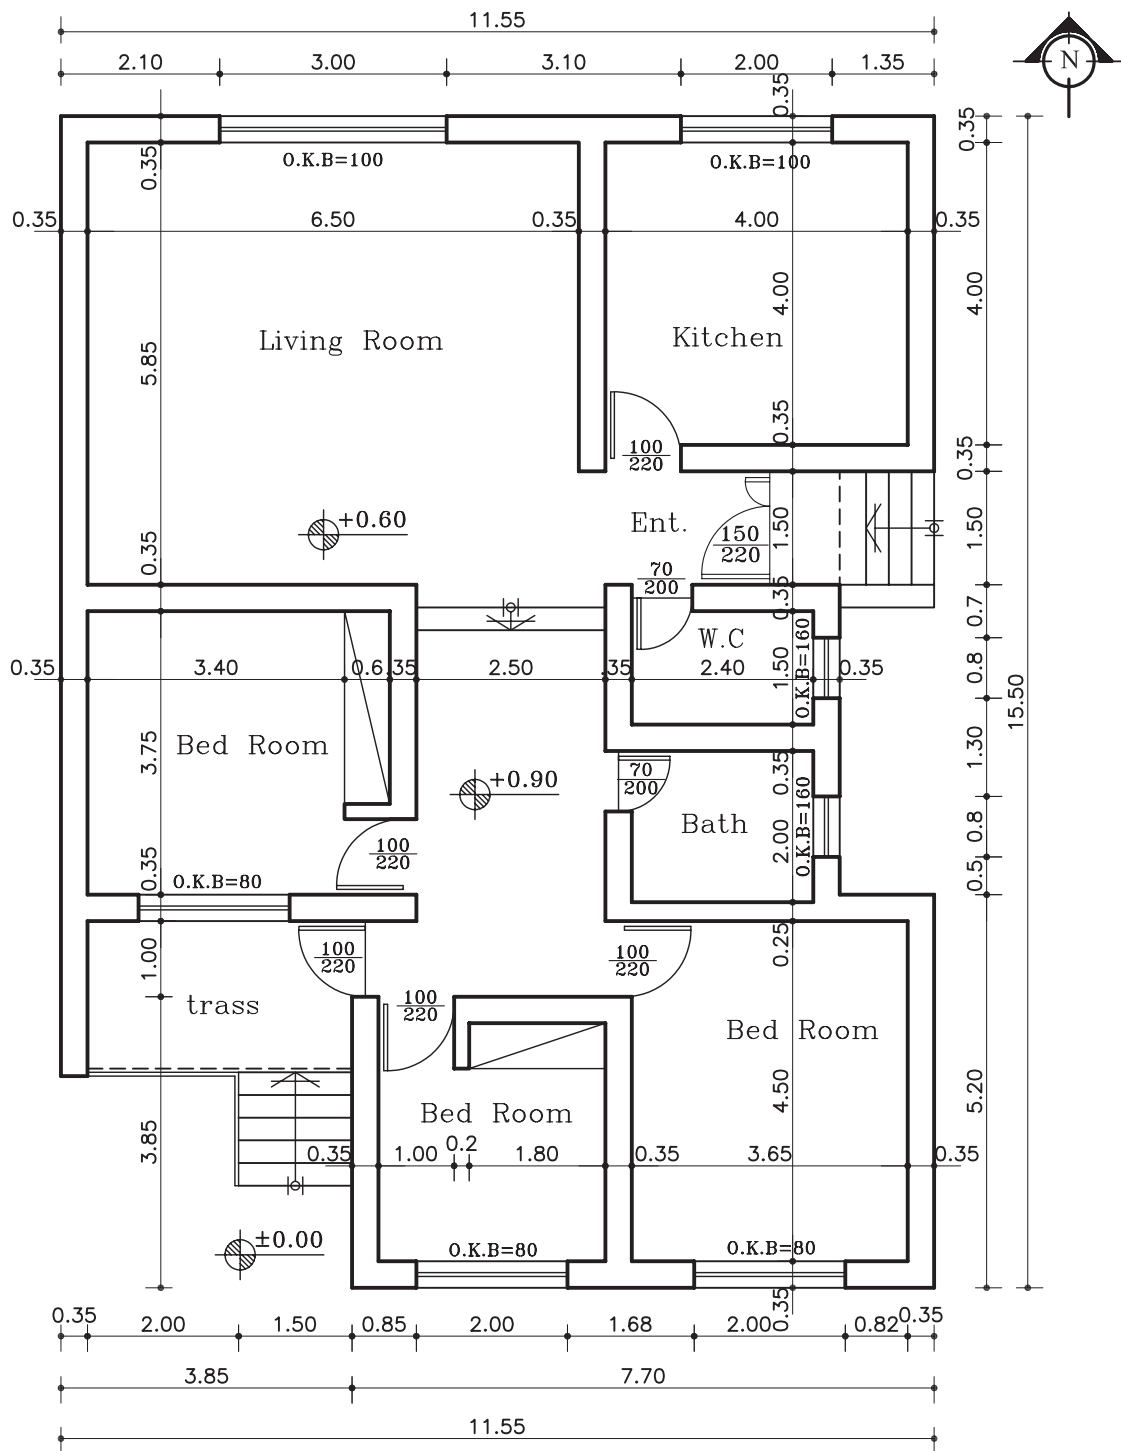 11.55
2.10 3.00 3.10 2.00 1.35
N
0.35 0.35
O.K.B=100 O.K.B=100
0.35
0.35 6.50 0.35 4.00 0.35
4.00 4.00
Living Room Kitchen
5.85
0.35 0.35
100
220
+0.60 Ent. 150
220
1.50 1.50
0.35
70
200
0.35 0.7
W.C
O.K.B=160
0.35 3.40 0.6 .35 2.50 .35 2.40 0.35
1.50 0.8
15.50
Bed Room
3.75 1.30
+0.90 70
200
0.35
Bath
O.K.B=160
2.00 0.8
100
220
O.K.B=80
0.35 0.5
1.00 100
220
100
220
0.25
trass 100
220
Bed Room
Bed Room
4.50 5.20
3.85
0.35 1.00 0.2 1.80 0.35 3.65 0.35
±0.00 O.K.B=80 O.K.B=80
0.35
0.35 2.00 1.50 0.85 2.00 1.68 2.00 0.82 0.35
3.85 7.70
11.55